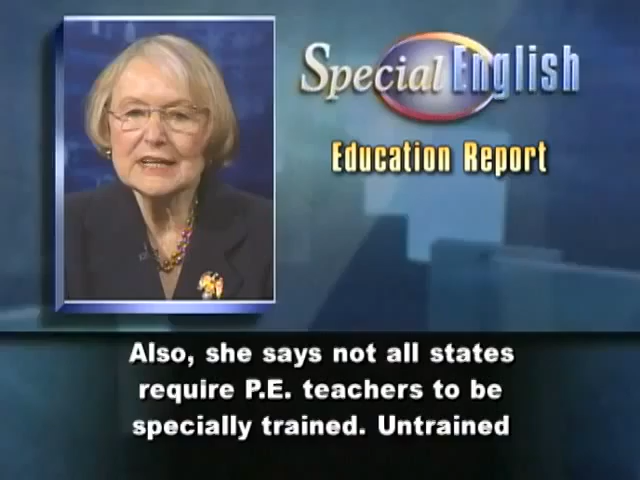 Special English
Education Report
Also, she says not all states
require P.E. teachers to be
specially trained. Untrained